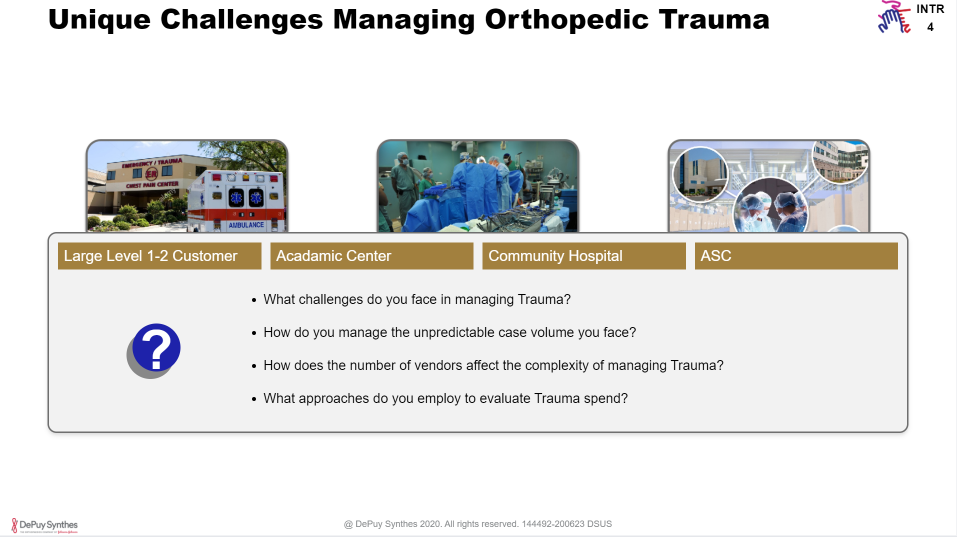 Unique Challenges Managing Orthopedic Trauma
INTR
4
EMERGENCY / TRAUMA
ER
CHEST PAIN CENTER
AMBULANCE
Large Level 1-2 Customer
Acadamic Center
Community Hospital
ASC
?
• What challenges do you face in managing Trauma?
• How do you manage the unpredictable case volume you face?
• How does the number of vendors affect the complexity of managing Trauma?
• What approaches do you employ to evaluate Trauma spend?
DePuy Synthes
@ DePuy Synthes 2020. All rights reserved. 144492-200623 DSUS